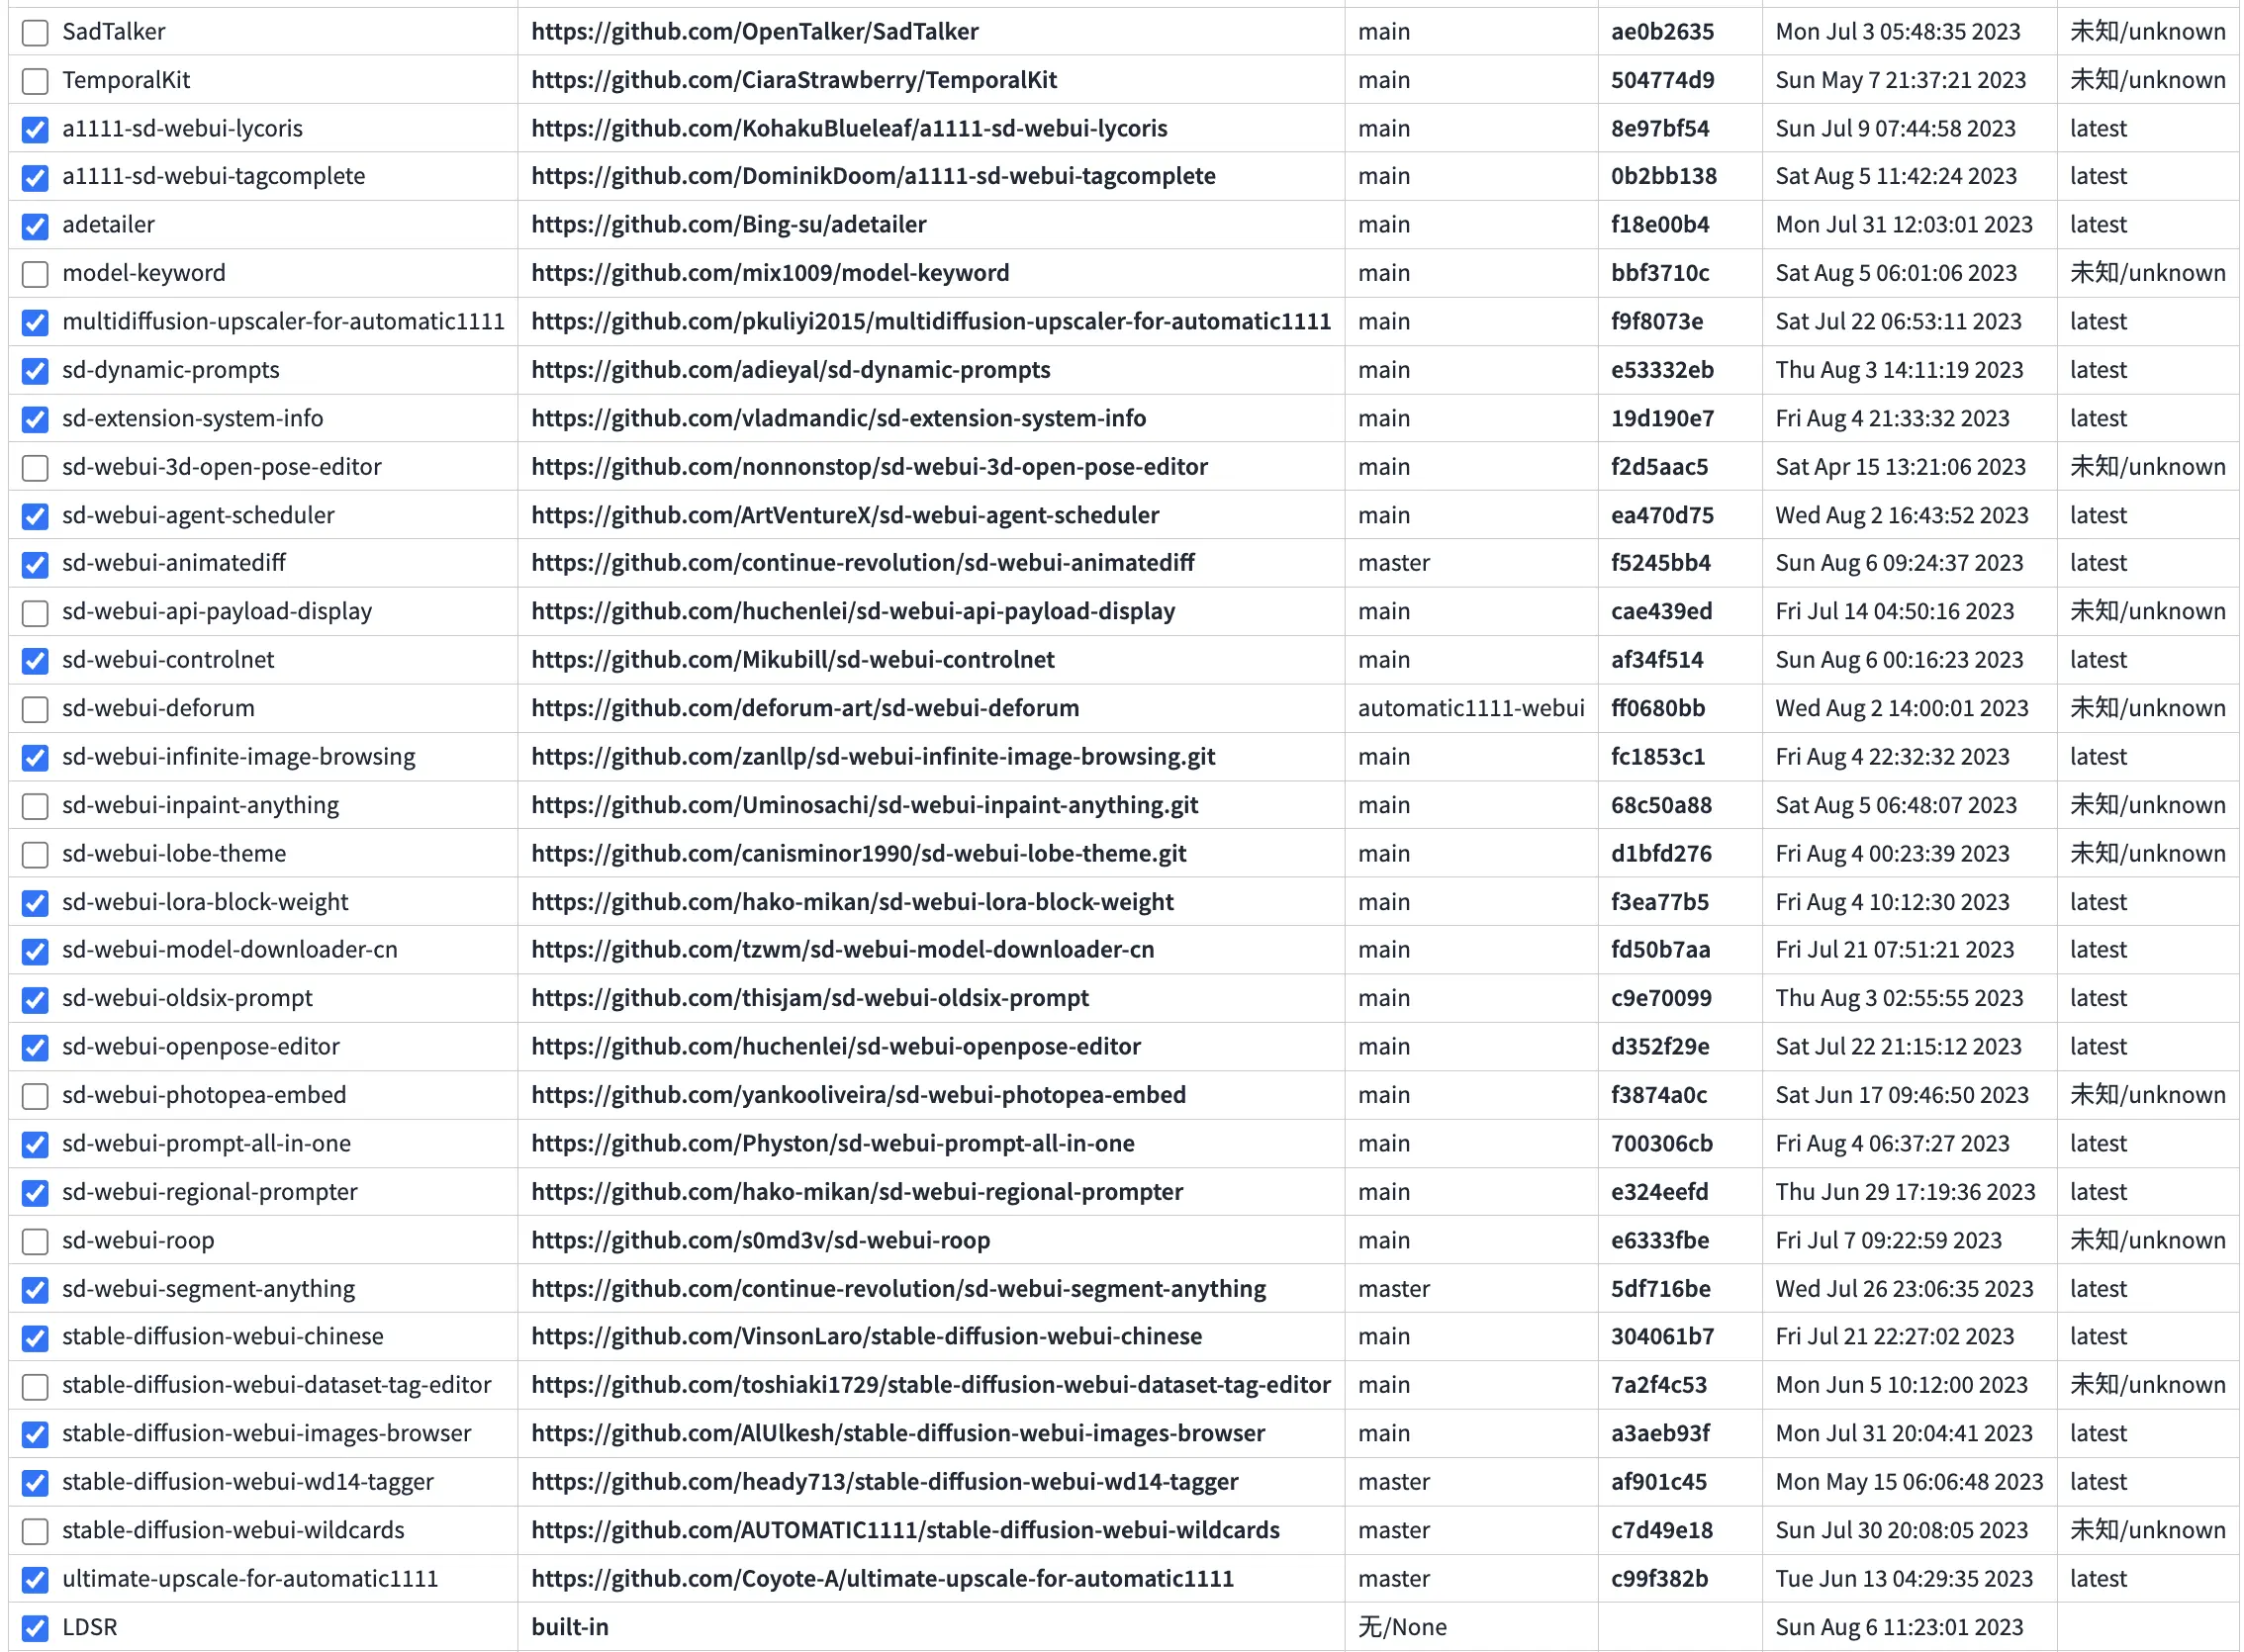 SadTalker https://github.com/OpenTalker/SadTalker main ae0b2635 Mon Jul 3 05:48:35 2023 未知/unknown
TemporalKit https://github.com/CiaraStrawberry/TemporalKit main 504774d9 Sun May 7 21:37:21 2023 未知/unknown
a1111-sd-webui-lycoris https://github.com/KohakuBlueleaf/a1111-sd-webui-lycoris main 8e97bf54 Sun Jul 9 07:44:58 2023 latest
a1111-sd-webui-tagcomplete https://github.com/DominikDoom/a1111-sd-webui-tagcomplete main 0b2bb138 Sat Aug 5 11:42:24 2023 latest
adetailer https://github.com/Bing-su/adetailer main f18e00b4 Mon Jul 31 12:03:01 2023 latest
model-keyword https://github.com/mix1009/model-keyword main bbf3710c Sat Aug 5 06:01:06 2023 未知/unknown
multidiffusion-upscaler-for-automatic1111 https://github.com/pkuliyi2015/multidiffusion-upscaler-for-automatic1111 main f9f8073e Sat Jul 22 06:53:11 2023 latest
sd-dynamic-prompts https://github.com/adieyal/sd-dynamic-prompts main e53332eb Thu Aug 3 14:11:19 2023 latest
sd-extension-system-info https://github.com/vladmandic/sd-extension-system-info main 19d190e7 Fri Aug 4 21:33:32 2023 latest
sd-webui-3d-open-pose-editor https://github.com/nonnonstop/sd-webui-3d-open-pose-editor main f2d5aac5 Sat Apr 15 13:21:06 2023 未知/unknown
sd-webui-agent-scheduler https://github.com/ArtVentureX/sd-webui-agent-scheduler main ea470d75 Wed Aug 2 16:43:52 2023 latest
sd-webui-animatediff https://github.com/continue-revolution/sd-webui-animatediff master f5245bb4 Sun Aug 6 09:24:37 2023 latest
sd-webui-api-payload-display https://github.com/huchenlei/sd-webui-api-payload-display main cae439ed Fri Jul 14 04:50:16 2023 未知/unknown
sd-webui-controlnet https://github.com/Mikubill/sd-webui-controlnet main af34f514 Sun Aug 6 00:16:23 2023 latest
sd-webui-deforum https://github.com/deforum-art/sd-webui-deforum automatic1111-webui ff0680bb Wed Aug 2 14:00:01 2023 未知/unknown
sd-webui-infinite-image-browsing https://github.com/zanllp/sd-webui-infinite-image-browsing.git main fc1853c1 Fri Aug 4 22:32:32 2023 latest
sd-webui-inpaint-anything https://github.com/Uminosachi/sd-webui-inpaint-anything.git main 68c50a88 Sat Aug 5 06:48:07 2023 未知/unknown
sd-webui-lobe-theme https://github.com/canisminor1990/sd-webui-lobe-theme.git main d1bfd276 Fri Aug 4 00:23:39 2023 未知/unknown
sd-webui-lora-block-weight https://github.com/hako-mikan/sd-webui-lora-block-weight main f3ea77b5 Fri Aug 4 10:12:30 2023 latest
sd-webui-model-downloader-cn https://github.com/tzwm/sd-webui-model-downloader-cn main fd50b7aa Fri Jul 21 07:51:21 2023 latest
sd-webui-oldsix-prompt https://github.com/thisjam/sd-webui-oldsix-prompt main c9e70099 Thu Aug 3 02:55:55 2023 latest
sd-webui-openpose-editor https://github.com/huchenlei/sd-webui-openpose-editor main d352f29e Sat Jul 22 21:15:12 2023 latest
sd-webui-photopea-embed https://github.com/yankooliveira/sd-webui-photopea-embed main f3874a0c Sat Jun 17 09:46:50 2023 未知/unknown
sd-webui-prompt-all-in-one https://github.com/Physton/sd-webui-prompt-all-in-one main 700306cb Fri Aug 4 06:37:27 2023 latest
sd-webui-regional-prompter https://github.com/hako-mikan/sd-webui-regional-prompter main e324eefd Thu Jun 29 17:19:36 2023 latest
sd-webui-roop https://github.com/s0md3v/sd-webui-roop main e6333fbe Fri Jul 7 09:22:59 2023 未知/unknown
sd-webui-segment-anything https://github.com/continue-revolution/sd-webui-segment-anything master 5df716be Wed Jul 26 23:06:35 2023 latest
stable-diffusion-webui-chinese https://github.com/VinsonLaro/stable-diffusion-webui-chinese main 304061b7 Fri Jul 21 22:27:02 2023 latest
stable-diffusion-webui-dataset-tag-editor https://github.com/toshiaki1729/stable-diffusion-webui-dataset-tag-editor main 7a2f4c53 Mon Jun 5 10:12:00 2023 未知/unknown
stable-diffusion-webui-images-browser https://github.com/AlUlkesh/stable-diffusion-webui-images-browser main a3aeb93f Mon Jul 31 20:04:41 2023 latest
stable-diffusion-webui-wd14-tagger https://github.com/heady713/stable-diffusion-webui-wd14-tagger master af901c45 Mon May 15 06:06:48 2023 latest
stable-diffusion-webui-wildcards https://github.com/AUTOMATIC1111/stable-diffusion-webui-wildcards master c7d49e18 Sun Jul 30 20:08:05 2023 未知/unknown
ultimate-upscale-for-automatic1111 https://github.com/Coyote-A/ultimate-upscale-for-automatic1111 master c99f382b Tue Jun 13 04:29:35 2023 latest
LDSR built-in 无/None Sun Aug 6 11:23:01 2023